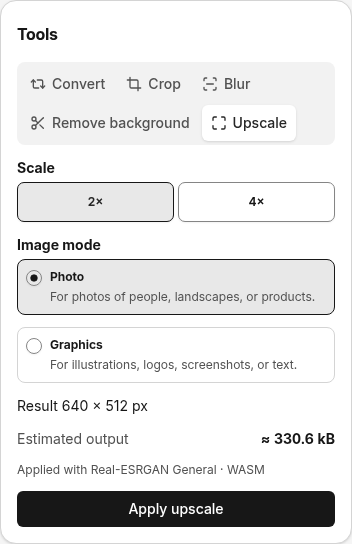 Tools
Convert Crop Blur
Remove background Upscale
Scale
2× 4×
Image mode
Photo
For photos of people, landscapes, or products.
Graphics
For illustrations, logos, screenshots, or text.
Result 640 × 512 px
Estimated output ≈ 330.6 kB
Applied with Real-ESRGAN General · WASM
Apply upscale